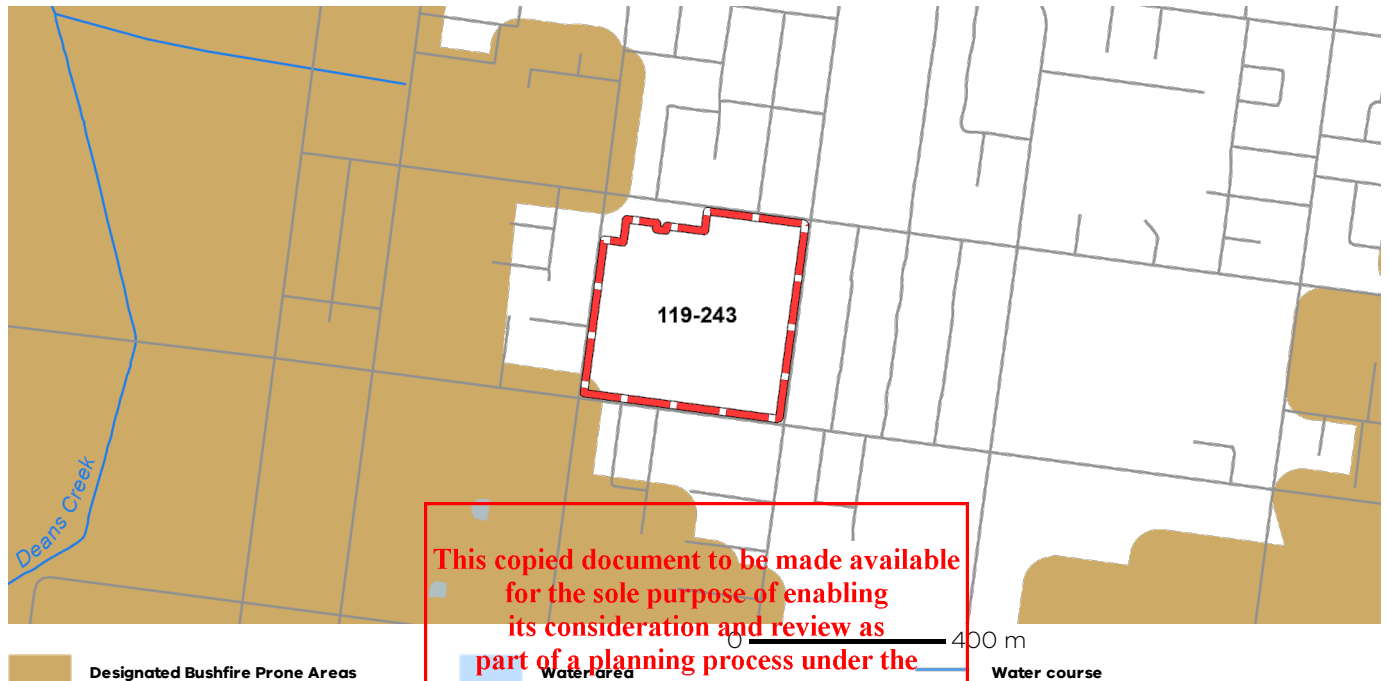 119-243
Deans Creek
This copied document to be made available
for the sole purpose of enabling
its consideration and review as
part of a planning process under the
0 400 m
Designated Bushfire Prone Areas
Water area
Water course